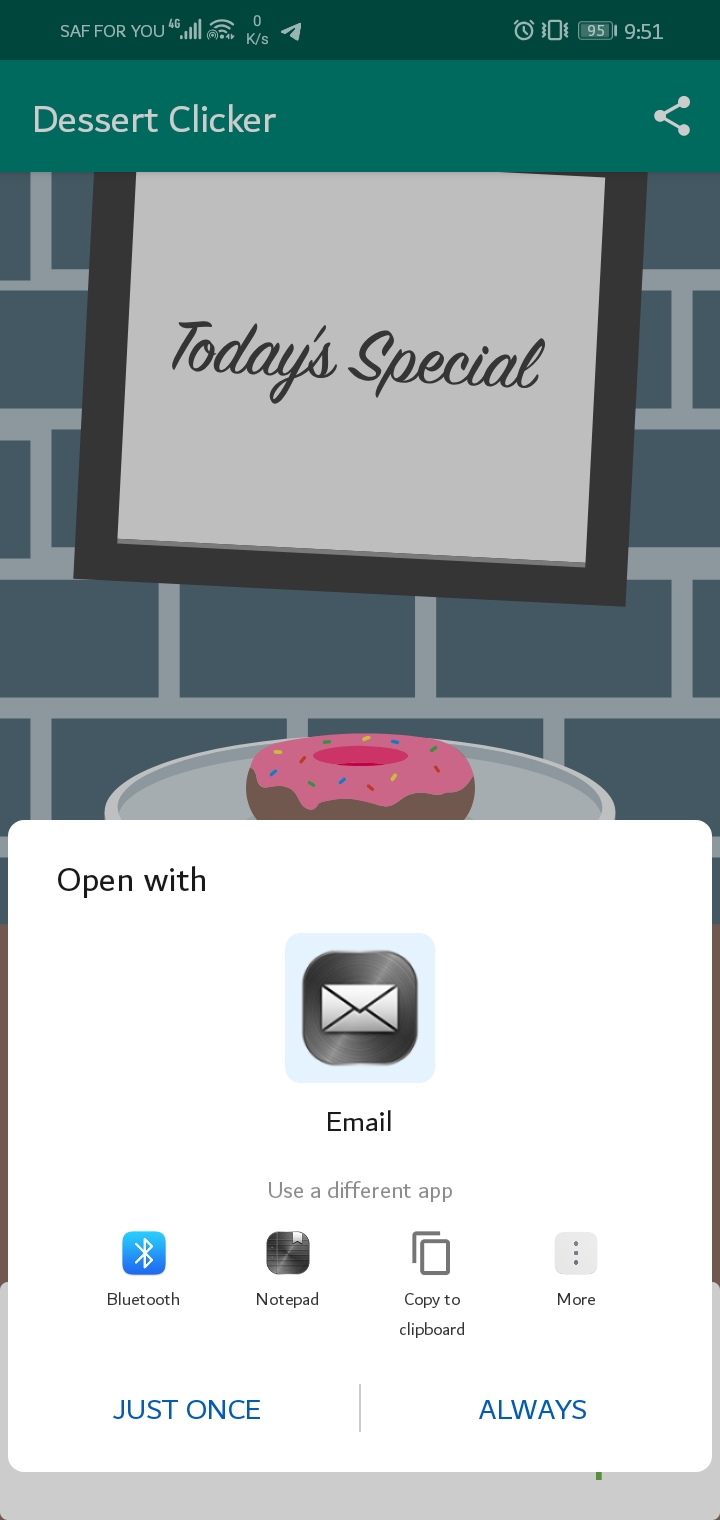 SAF FOR YOU 4G 0 K/s 95 9:51
Dessert Clicker
Today's Special
Open with
Email
Use a different app
Bluetooth
Notepad
Copy to clipboard
More
JUST ONCE
ALWAYS